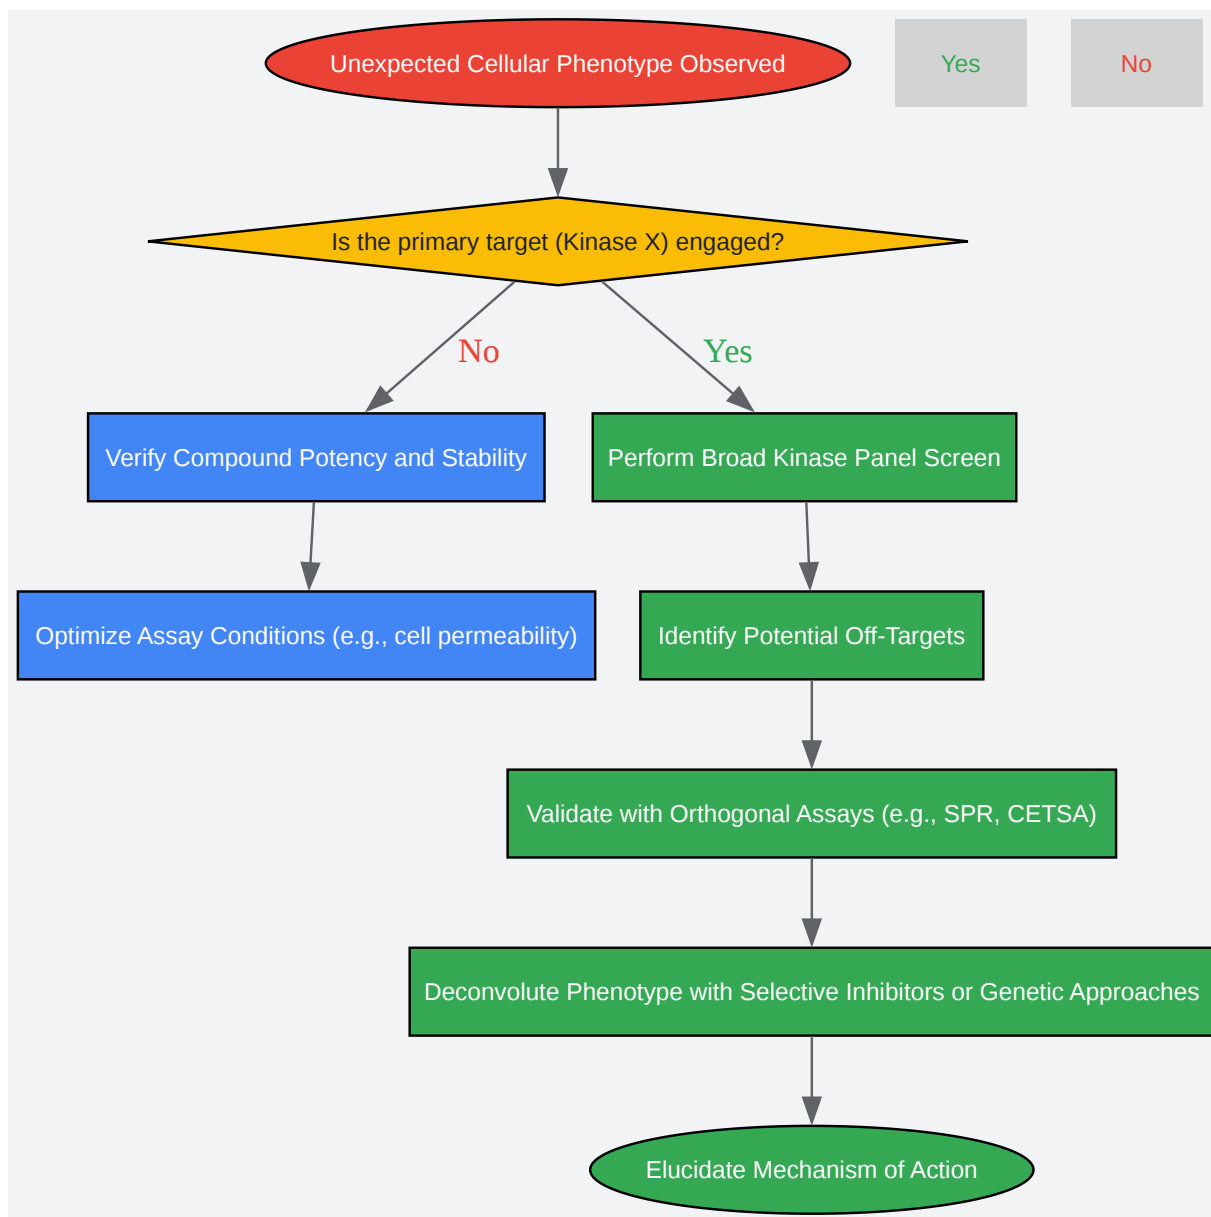 Unexpected Cellular Phenotype Observed
Yes
No
Is the primary target (Kinase X) engaged?
No
Yes
Verify Compound Potency and Stability
Perform Broad Kinase Panel Screen
Optimize Assay Conditions (e.g., cell permeability)
Identify Potential Off-Targets
Validate with Orthogonal Assays (e.g., SPR, CETSA)
Deconvolute Phenotype with Selective Inhibitors or Genetic Approaches
Elucidate Mechanism of Action